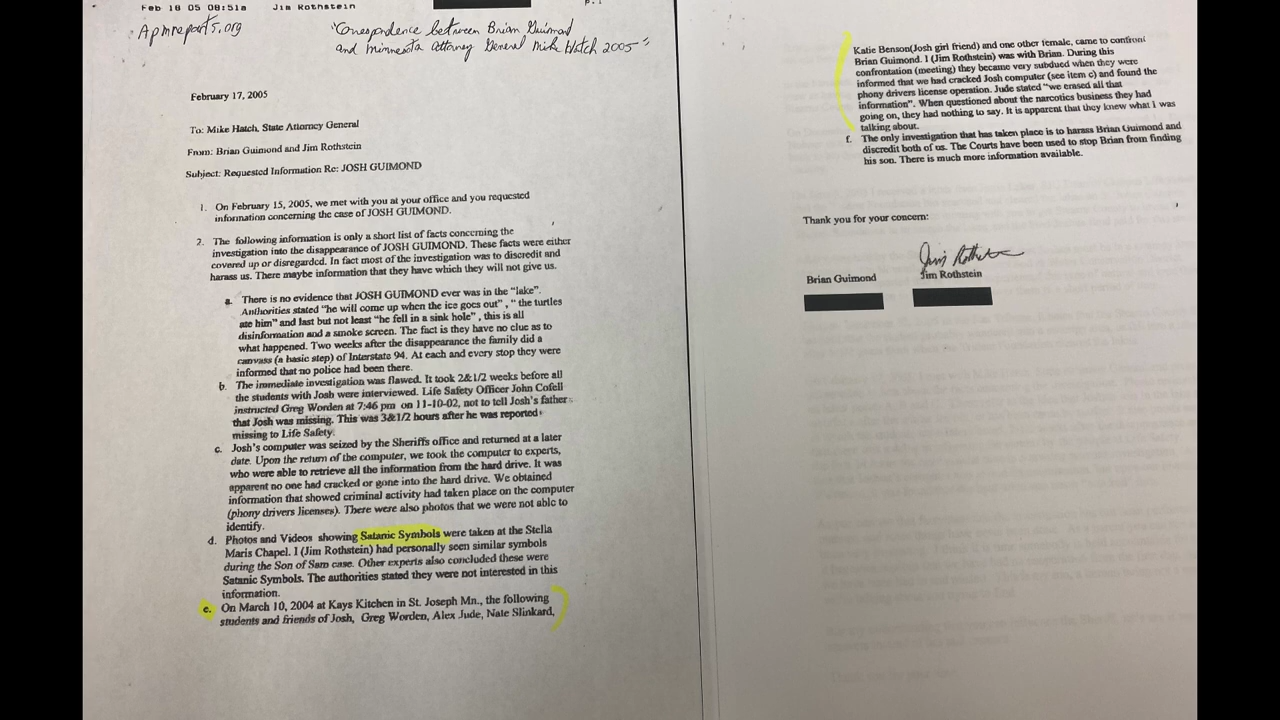 Feb 18 05 08:51a Jim Rothstein p.1
Apmreports.org
"Corespondence between Brian Guimond
and Minnesota Attorney General Mike Hatch 2005"
February 17, 2005
To: Mike Hatch, State Attorney General
From: Brian Guimond and Jim Rothstein
Subject: Requested Information Re: JOSH GUIMOND
1. On February 15, 2005, we met with you at your office and you requested
information concerning the case of JOSH GUIMOND.
2. The following information is only a short list of facts concerning the
investigation into the disappearance of JOSH GUIMOND. These facts were either
covered up or disregarded. In fact most of the investigation was to discredit and
harass us. There maybe information that they have which they will not give us.
a. There is no evidence that JOSH GUIMOND ever was in the "lake".
Authorities stated "he will come up when the ice goes out" , " the turtles
ate him" and last but not least "he fell in a sink hole" , this is all
disinformation and a smoke screen. The fact is they have no clue as to
what happened. Two weeks after the disappearance the family did a
canvass (a basic step) of Interstate 94. At each and every stop they were
informed that no police had been there.
b. The immediate investigation was flawed. It took 2&1/2 weeks before all
the students with Josh were interviewed. Life Safety Officer John Cofell
instructed Greg Worden at 7:46 pm on 11-10-02, not to tell Josh's father
that Josh was missing. This was 3&1/2 hours after he was reported
missing to Life Safety.
c. Josh's computer was seized by the Sheriffs office and returned at a later
date. Upon the return of the computer, we took the computer to experts,
who were able to retrieve all the information from the hard drive. It was
apparent no one had cracked or gone into the hard drive. We obtained
information that showed criminal activity had taken place on the computer
(phony drivers licenses). There were also photos that we were not able to
identify.
d. Photos and Videos showing Satanic Symbols were taken at the Stella
Maris Chapel. I (Jim Rothstein) had personally seen similar symbols
during the Son of Sam case. Other experts also concluded these were
Satanic Symbols. The authorities stated they were not interested in this
information.
e. On March 10, 2004 at Kays Kitchen in St. Joseph Mn., the following
students and friends of Josh, Greg Worden, Alex Jude, Nate Slinkard,
Katie Benson(Josh girl friend) and one other female, came to confront
Brian Guimond. I (Jim Rothstein) was with Brian. During this
confrontation (meeting) they became very subdued when they were
informed that we had cracked Josh computer (see item c) and found the
phony drivers license operation. Jude stated "we erased all that
information". When questioned about the narcotics business they had
going on, they had nothing to say. It is apparent that they knew what I was
talking about.
f. The only investigation that has taken place is to harass Brian Guimond and
discredit both of us. The Courts have been used to stop Brian from finding
his son. There is much more information available.
Thank you for your concern:
Jim Rothstein
Brian Guimond Jim Rothstein